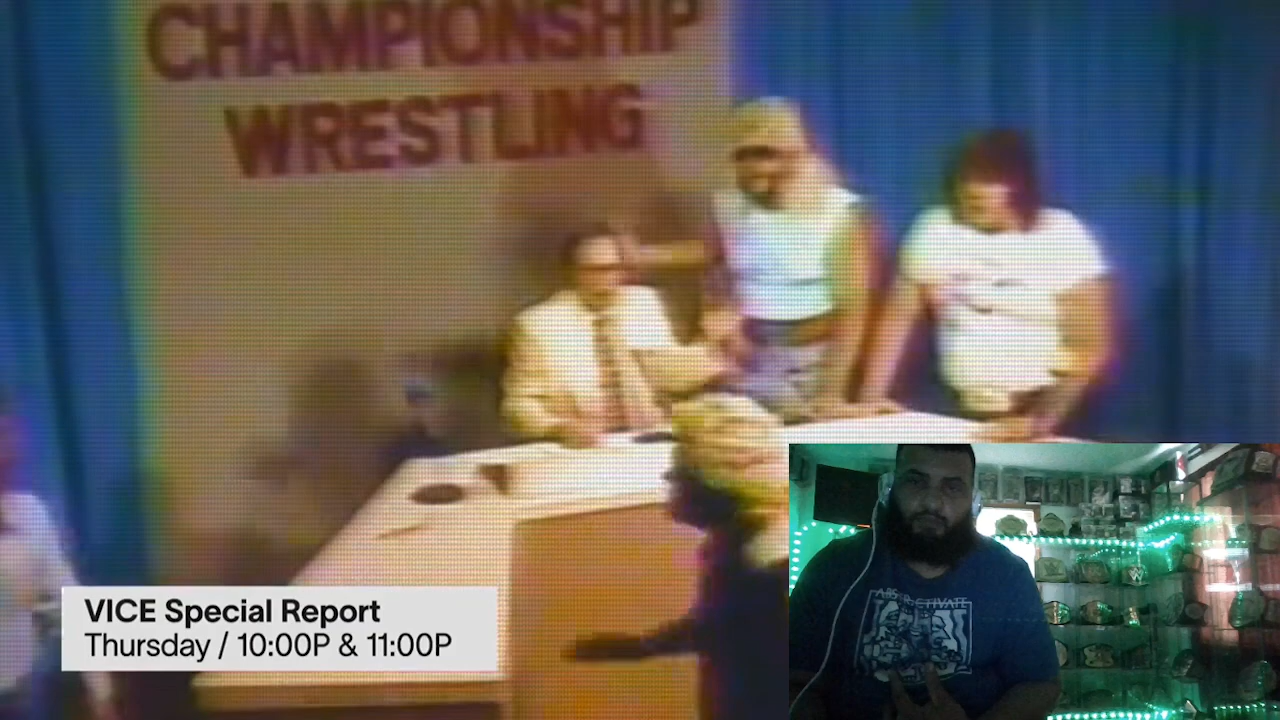 CHAMPIONSHIP
WRESTLING
VICE Special Report
Thursday / 10:00P & 11:00P